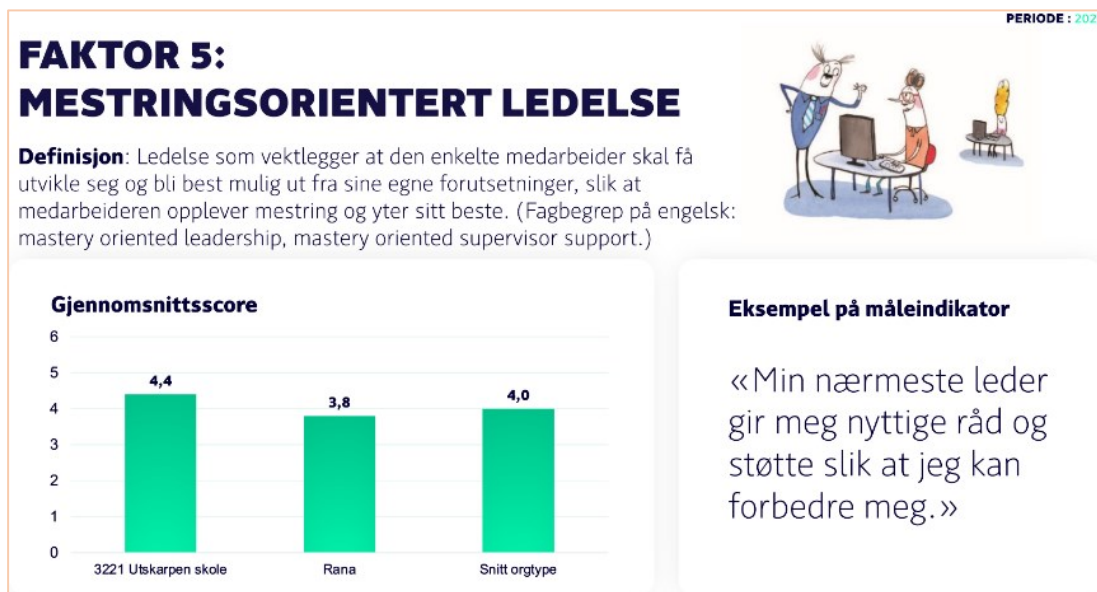 PERIODE : 202
FAKTOR 5:
MESTRINGSORIENTERT LEDELSE
Definisjon: Ledelse som vektlegger at den enkelte medarbeider skal få
utvikle seg og bli best mulig ut fra sine egne forutsetninger, slik at
medarbeideren opplever mestring og yter sitt beste. (Fagbegrep på engelsk:
mastery oriented leadership, mastery oriented supervisor support.)
Gjennomsnittsscore
6
5
4
3
2
1
0
4,4
3,8
4,0
3221 Utskarpen skole
Rana
Snitt orgtype
Eksempel på måleindikator
«Min nærmeste leder
gir meg nyttige råd og
støtte slik at jeg kan
forbedre meg.»